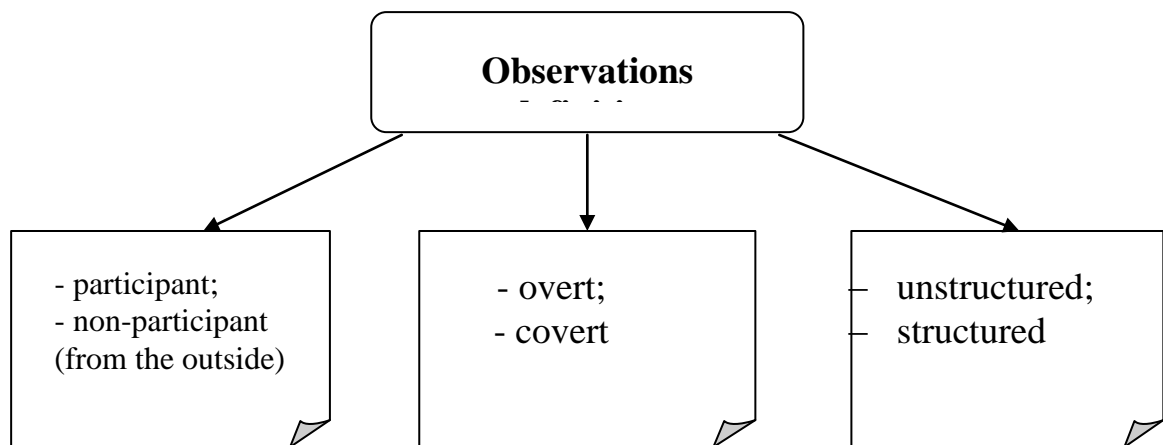 Observations
- participant;
- non-participant
(from the outside)
- overt;
- covert
– unstructured;
– structured